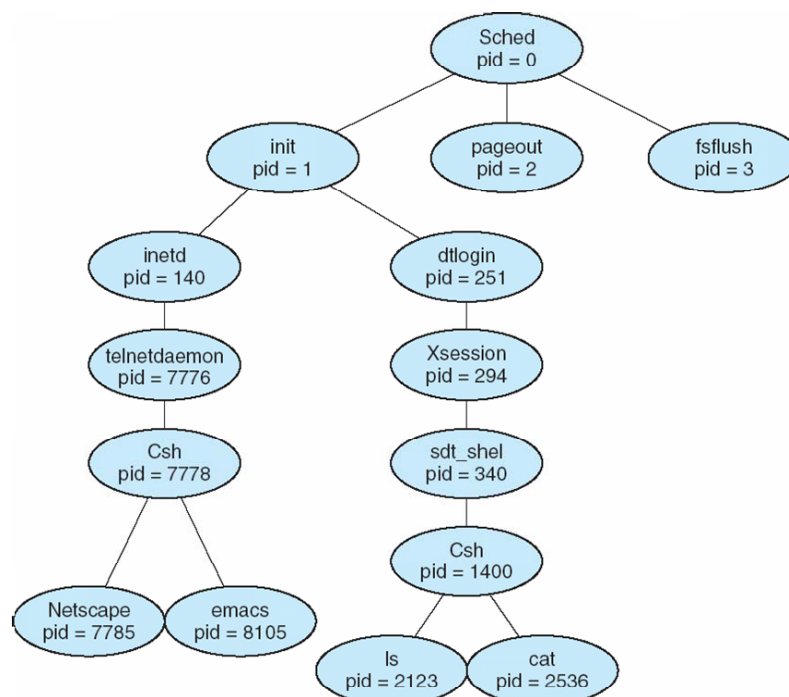 Sched
pid = 0
init
pid = 1
pageout
pid = 2
fsflush
pid = 3
inetd
pid = 140
dtlogin
pid = 251
telnetdaemon
pid = 7776
Xsession
pid = 294
Csh
pid = 7778
sdt_shel
pid = 340
Csh
pid = 1400
Netscape
pid = 7785
emacs
pid = 8105
ls
pid = 2123
cat
pid = 2536